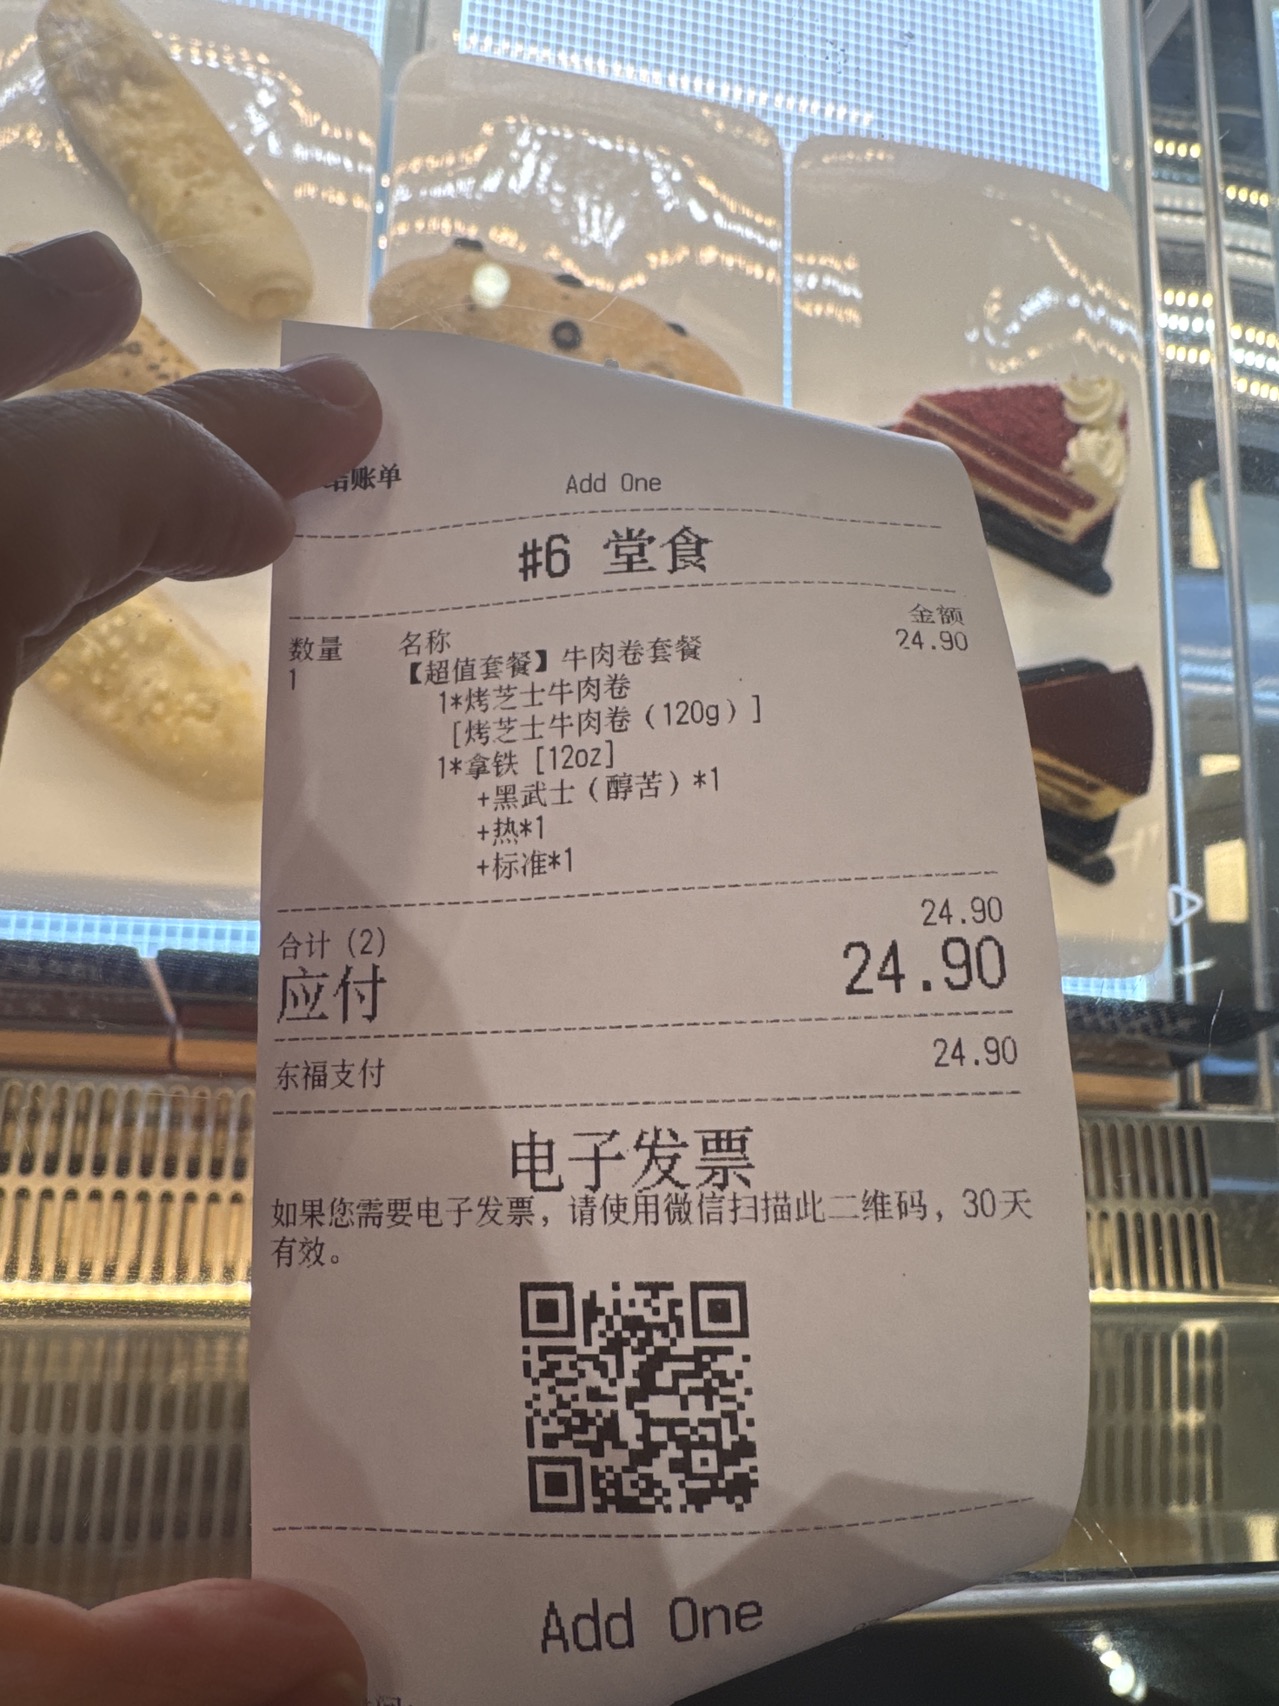 结账单 Add One
#6 堂食
数量 名称 金额
1 【超值套餐】牛肉卷套餐 24.90
1*烤芝士牛肉卷
[烤芝士牛肉卷(120g)]
1*拿铁 [12oz]
+黑武士(醇苦)*1
+热*1
+标准*1
合计 (2) 24.90
应付 24.90
东福支付 24.90
电子发票
如果您需要电子发票，请使用微信扫描此二维码，30天
有效。
Add One